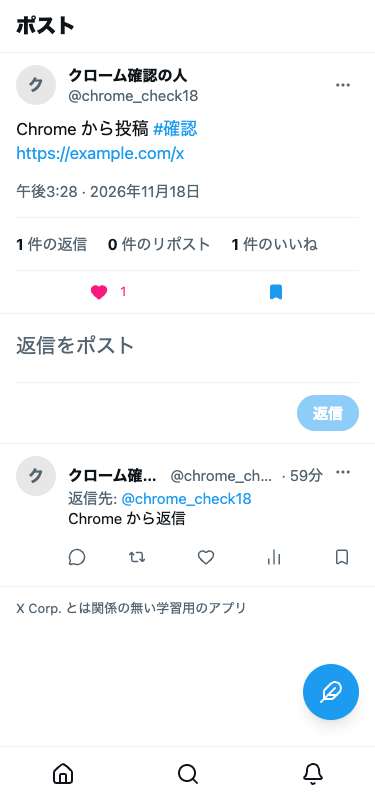 ポスト
ク
クローム確認の人
@chrome_check18
Chrome から投稿 #確認
https://example.com/x
午後3:28 · 2026年11月18日
1 件の返信 0 件のリポスト 1 件のいいね
1
返信をポスト
返信
ク
クローム確... @chrome_ch... · 59分
返信先: @chrome_check18
Chrome から返信
X Corp. とは関係の無い学習用のアプリ